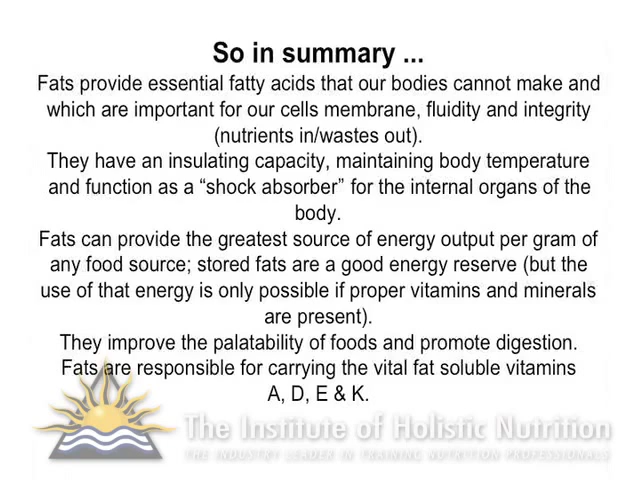 So in summary ...
Fats provide essential fatty acids that our bodies cannot make and
which are important for our cells membrane, fluidity and integrity
(nutrients in/wastes out).
They have an insulating capacity, maintaining body temperature
and function as a “shock absorber” for the internal organs of the
body.
Fats can provide the greatest source of energy output per gram of
any food source; stored fats are a good energy reserve (but the
use of that energy is only possible if proper vitamins and minerals
are present).
They improve the palatability of foods and promote digestion.
Fats are responsible for carrying the vital fat soluble vitamins
A, D, E & K.
The Institute of Holistic Nutrition
THE INDUSTRY LEADER IN TRAINING NUTRITION PROFESSIONALS